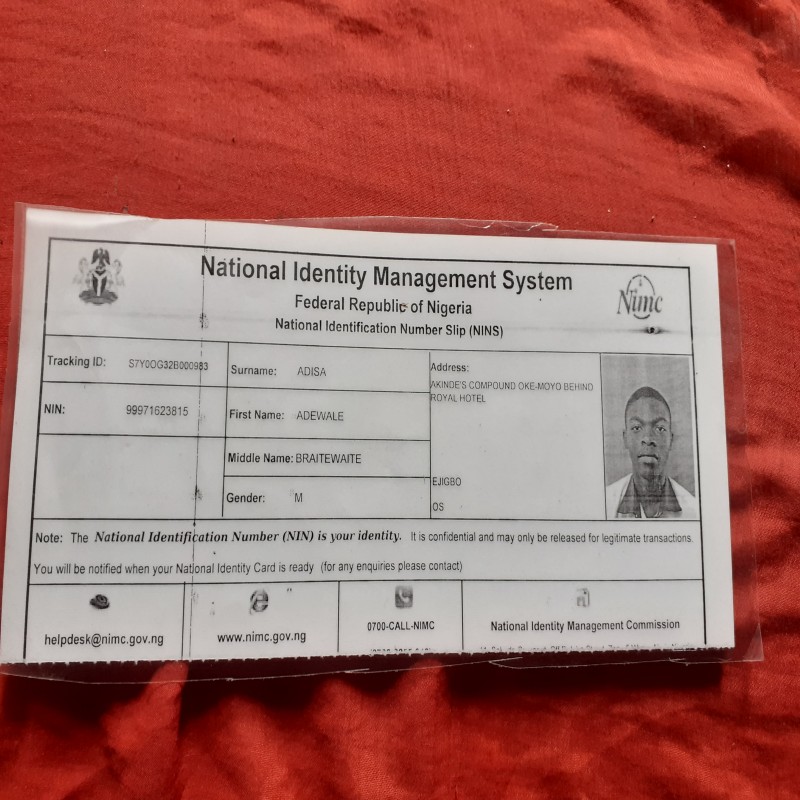 National Identity Management System
Federal Republic of Nigeria
National Identification Number Slip (NINS)
Nimc
Tracking ID: S7Y0OG32B000983
NIN: 99971623815
Surname: ADISA
First Name: ADEWALE
Middle Name: BRAITEWAITE
Gender: M
Address:
AKINDE'S COMPOUND OKE-MOYO BEHIND
ROYAL HOTEL
EJIGBO
OS
Note: The National Identification Number (NIN) is your identity. It is confidential and may only be released for legitimate transactions.
You will be notified when your National Identity Card is ready (for any enquiries please contact)
helpdesk@nimc.gov.ng
www.nimc.gov.ng
0700-CALL-NIMC
National Identity Management Commission